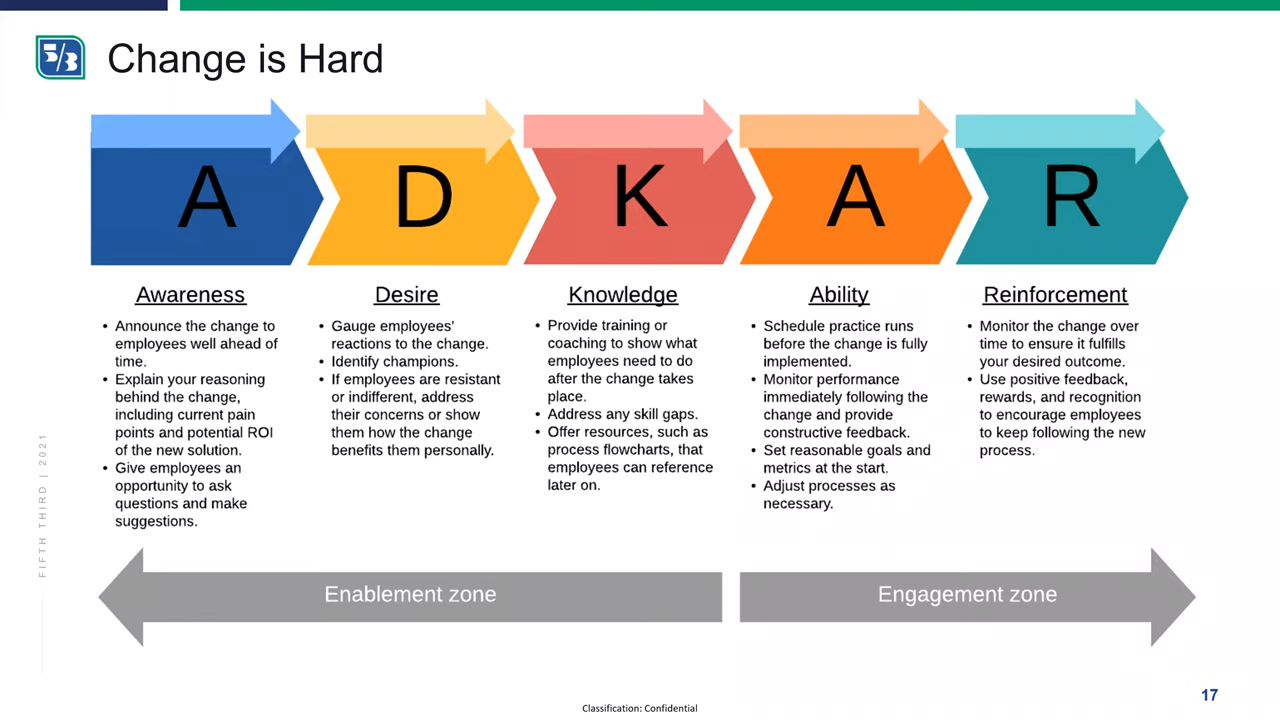 5/3
Change is Hard
A
D
K
A
R
Awareness
• Announce the change to
employees well ahead of
time.
• Explain your reasoning
behind the change,
including current pain
points and potential ROI
of the new solution.
• Give employees an
opportunity to ask
questions and make
suggestions.
Desire
• Gauge employees'
reactions to the change.
• Identify champions.
• If employees are resistant
or indifferent, address
their concerns or show
them how the change
benefits them personally.
Knowledge
• Provide training or
coaching to show what
employees need to do
after the change takes
place.
• Address any skill gaps.
• Offer resources, such as
process flowcharts, that
employees can reference
later on.
Ability
• Schedule practice runs
before the change is fully
implemented.
• Monitor performance
immediately following the
change and provide
constructive feedback.
• Set reasonable goals and
metrics at the start.
• Adjust processes as
necessary.
Reinforcement
• Monitor the change over
time to ensure it fulfills
your desired outcome.
• Use positive feedback,
rewards, and recognition
to encourage employees
to keep following the new
process.
Enablement zone
Engagement zone
FIFTH THIRD | 2021
Classification: Confidential
17